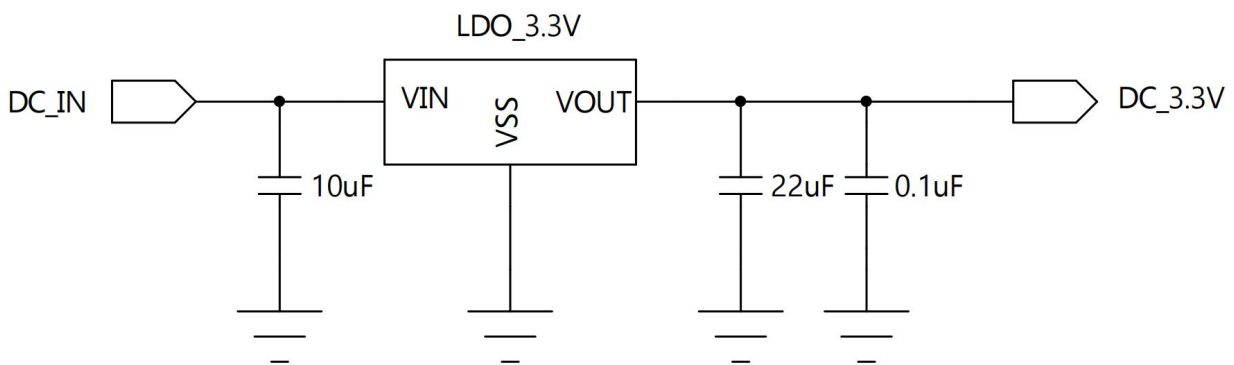 LDO_3.3V
DC_IN
VIN
VSS
VOUT
DC_3.3V
10uF
22uF
0.1uF